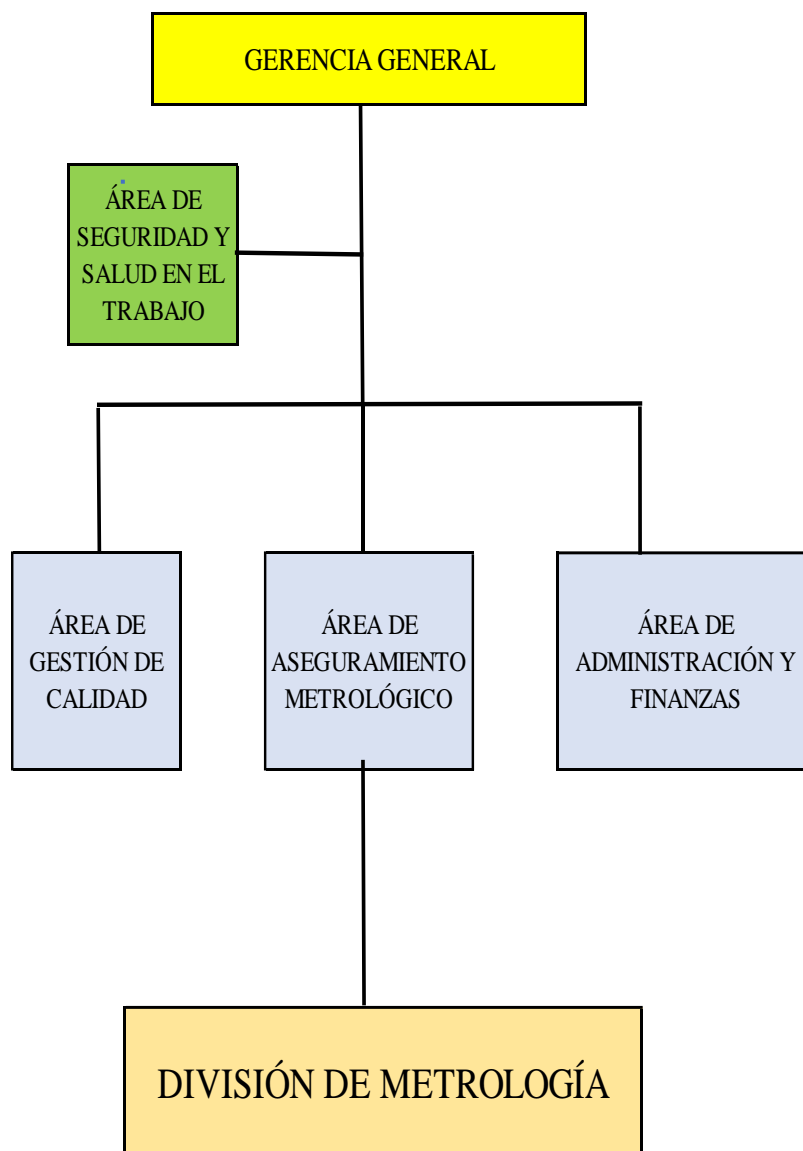 GERENCIA GENERAL
ÁREA DE
SEGURIDAD Y
SALUD EN EL
TRABAJO
ÁREA DE
GESTIÓN DE
CALIDAD
ÁREA DE
ASEGURAMIENTO
METROLÓGICO
ÁREA DE
ADMINISTRACIÓN Y
FINANZAS
DIVISIÓN DE METROLOGÍA